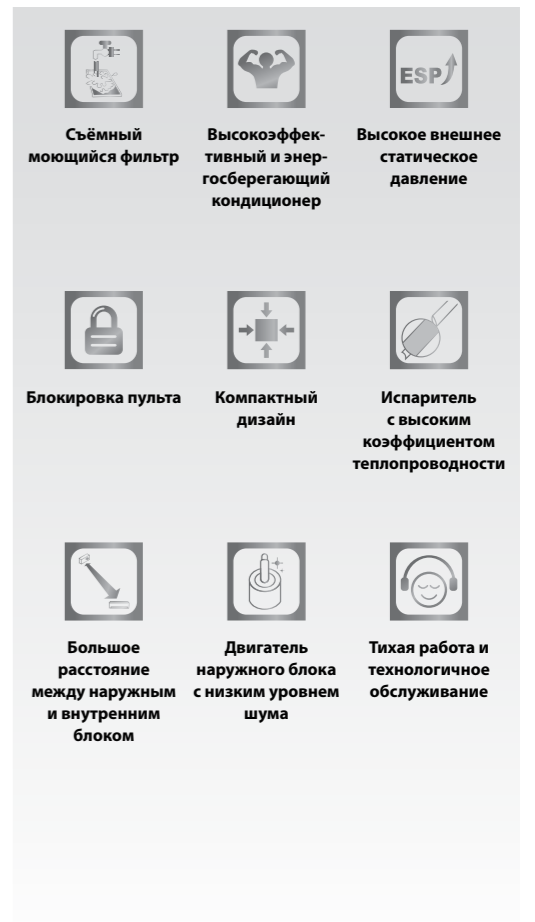 ESP
Съёмный
моющийся фильтр
Высокоэффек-
тивный и энер-
госберегающий
кондиционер
Высокое внешнее
статическое
давление
Блокировка пульта
Компактный
дизайн
Испаритель
с высоким
коэффициентом
теплопроводности
Большое
расстояние
между наружным
и внутренним
блоком
Двигатель
наружного блока
с низким уровнем
шума
Тихая работа и
технологичное
обслуживание